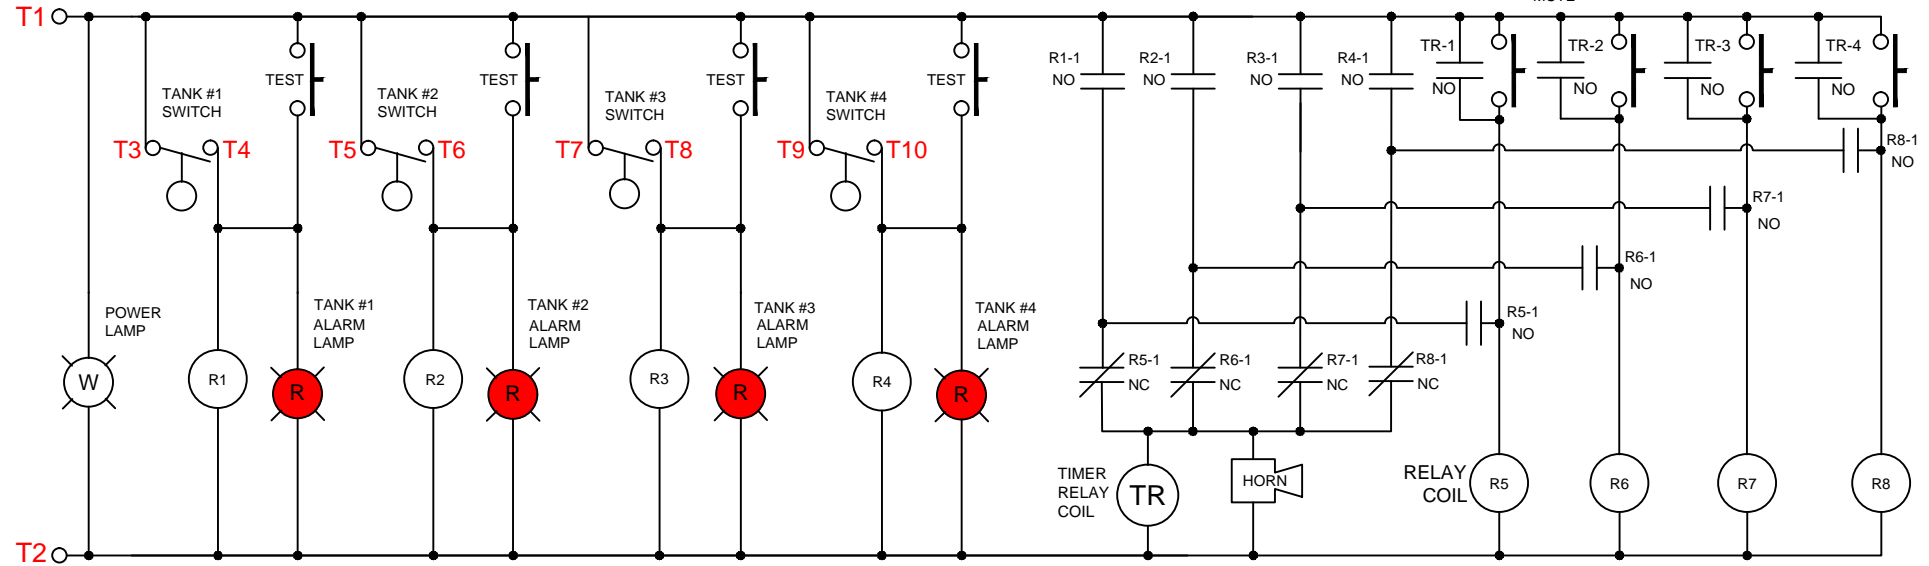 T1
TEST
TEST
TEST
TEST
R1-1
NO
R2-1
NO
R3-1
NO
R4-1
NO
TR-1
NO
TR-2
NO
TR-3
NO
TR-4
NO
TANK #1
SWITCH
TANK #2
SWITCH
TANK #3
SWITCH
TANK #4
SWITCH
T3
T4
T5
T6
T7
T8
T9
T10
R8-1
NO
R7-1
NO
R6-1
NO
R5-1
NO
POWER
LAMP
TANK #1
ALARM
LAMP
TANK #2
ALARM
LAMP
TANK #3
ALARM
LAMP
TANK #4
ALARM
LAMP
R5-1
NC
R6-1
NC
R7-1
NC
R8-1
NC
W
R1
R
R2
R
R3
R
R4
R
TIMER
RELAY
COIL
TR
HORN
RELAY
COIL
R5
R6
R7
R8
T2